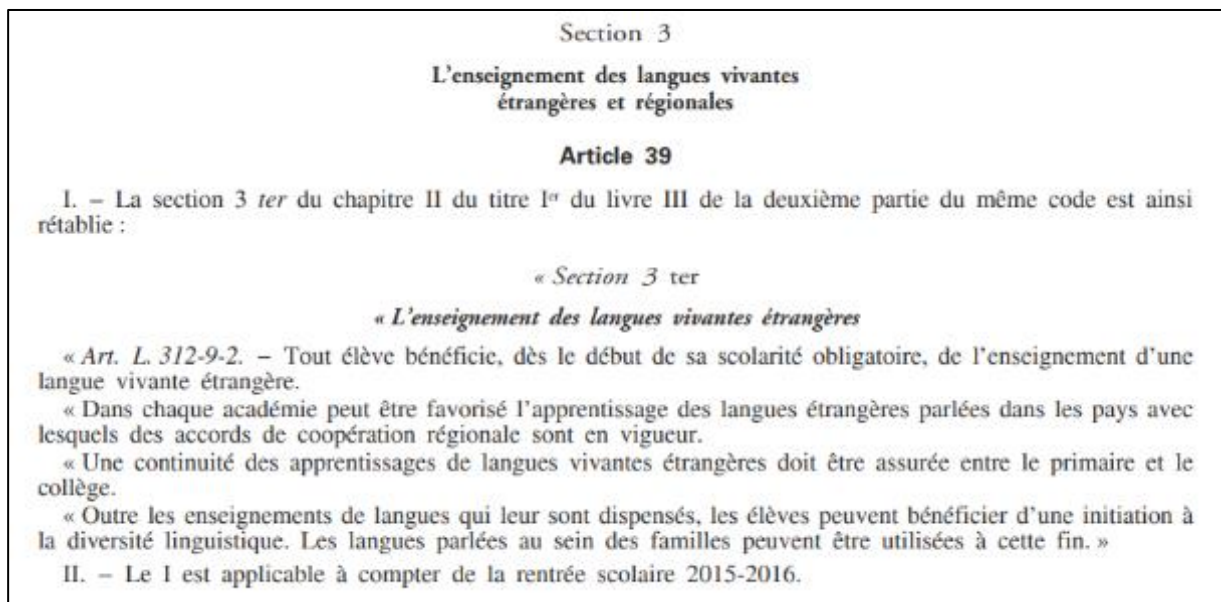 Section 3
L'enseignement des langues vivantes
étrangères et régionales
Article 39
I. – La section 3 ter du chapitre II du titre Iᵉʳ du livre III de la deuxième partie du même code est ainsi
rétablie :
« Section 3 ter
« L'enseignement des langues vivantes étrangères
« Art. L. 312-9-2. – Tout élève bénéficie, dès le début de sa scolarité obligatoire, de l'enseignement d'une
langue vivante étrangère.
« Dans chaque académie peut être favorisé l'apprentissage des langues étrangères parlées dans les pays avec
lesquels des accords de coopération régionale sont en vigueur.
« Une continuité des apprentissages de langues vivantes étrangères doit être assurée entre le primaire et le
collège.
« Outre les enseignements de langues qui leur sont dispensés, les élèves peuvent bénéficier d'une initiation à
la diversité linguistique. Les langues parlées au sein des familles peuvent être utilisées à cette fin. »
II. – Le I est applicable à compter de la rentrée scolaire 2015-2016.